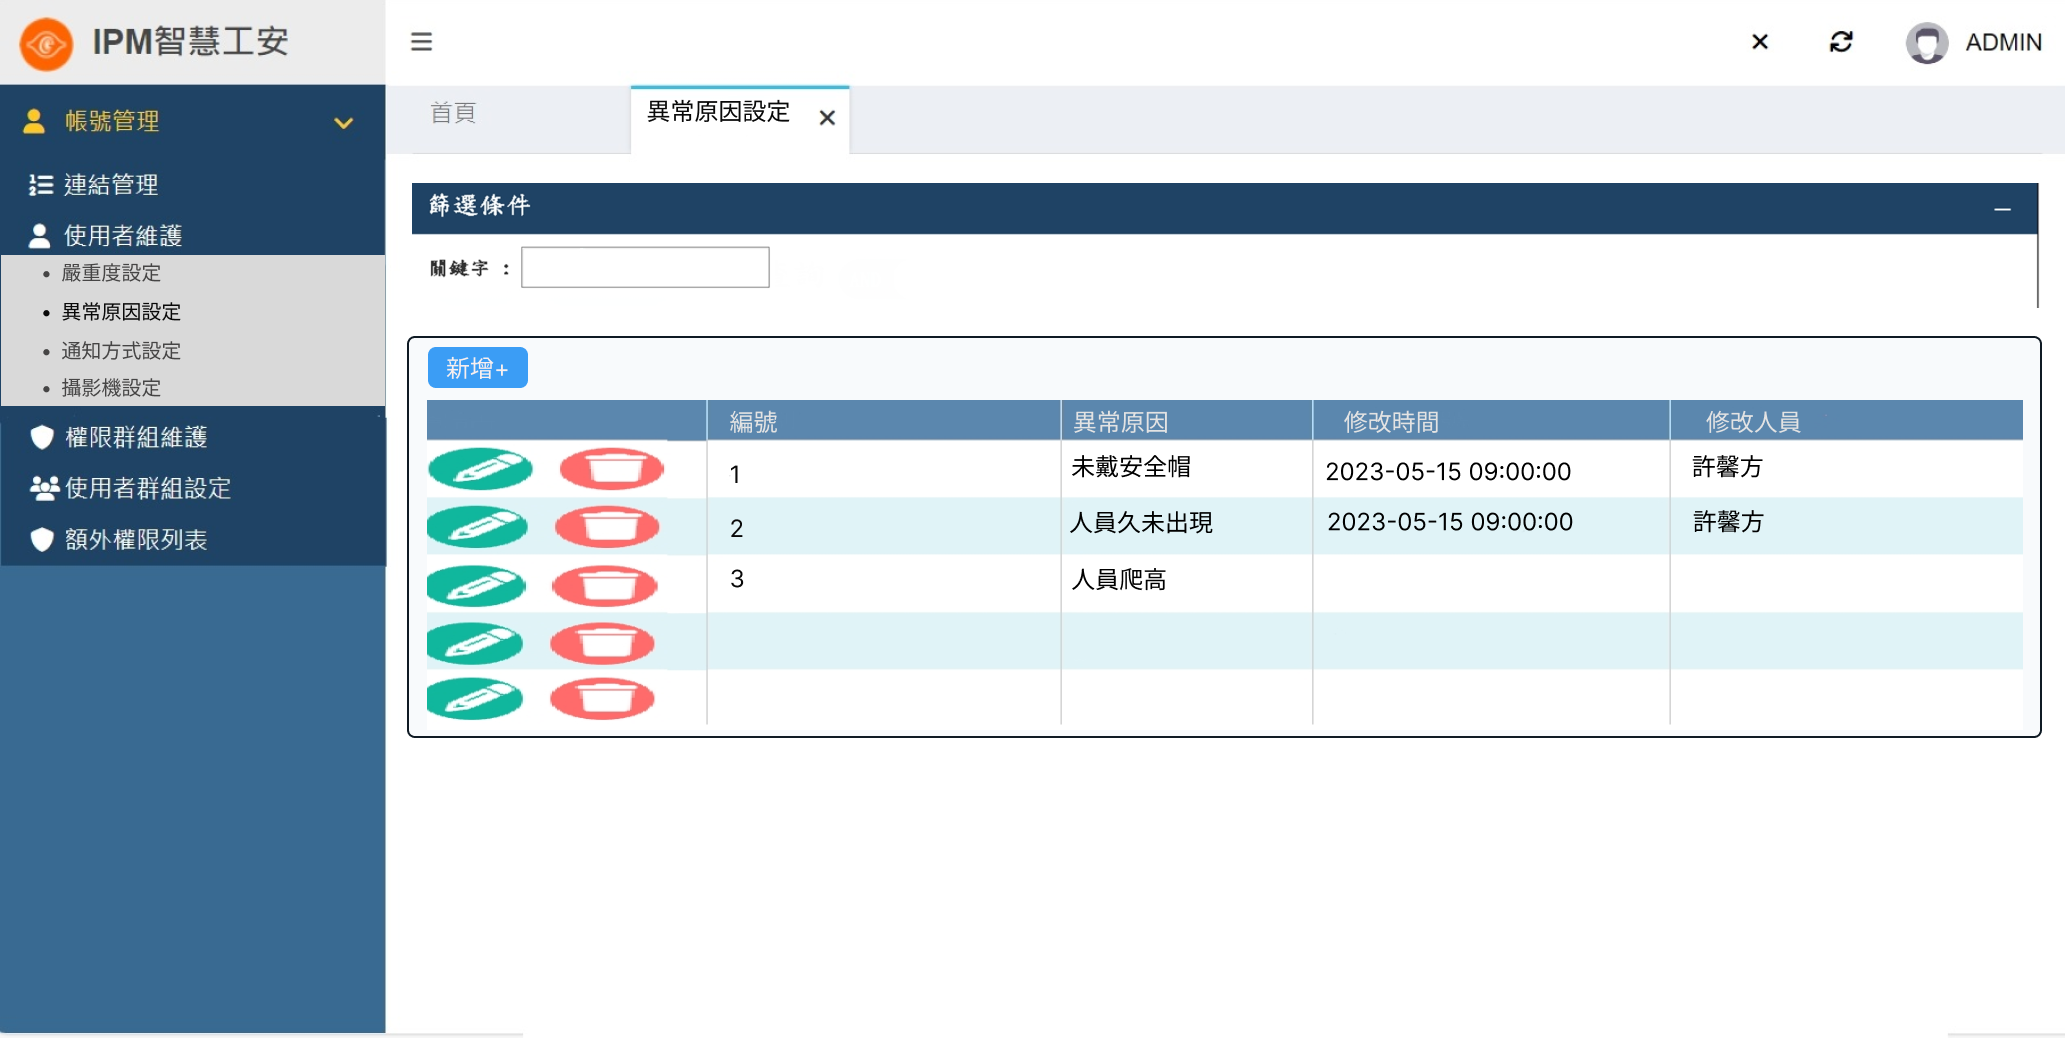 IPM智慧工安
ADMIN
帳號管理
連結管理
使用者維護
嚴重度設定
異常原因設定
通知方式設定
攝影機設定
權限群組維護
使用者群組設定
額外權限列表
首頁
異常原因設定
篩選條件
關鍵字：
新增+
編號 異常原因 修改時間 修改人員
1 未戴安全帽 2023-05-15 09:00:00 許馨方
2 人員久未出現 2023-05-15 09:00:00 許馨方
3 人員爬高